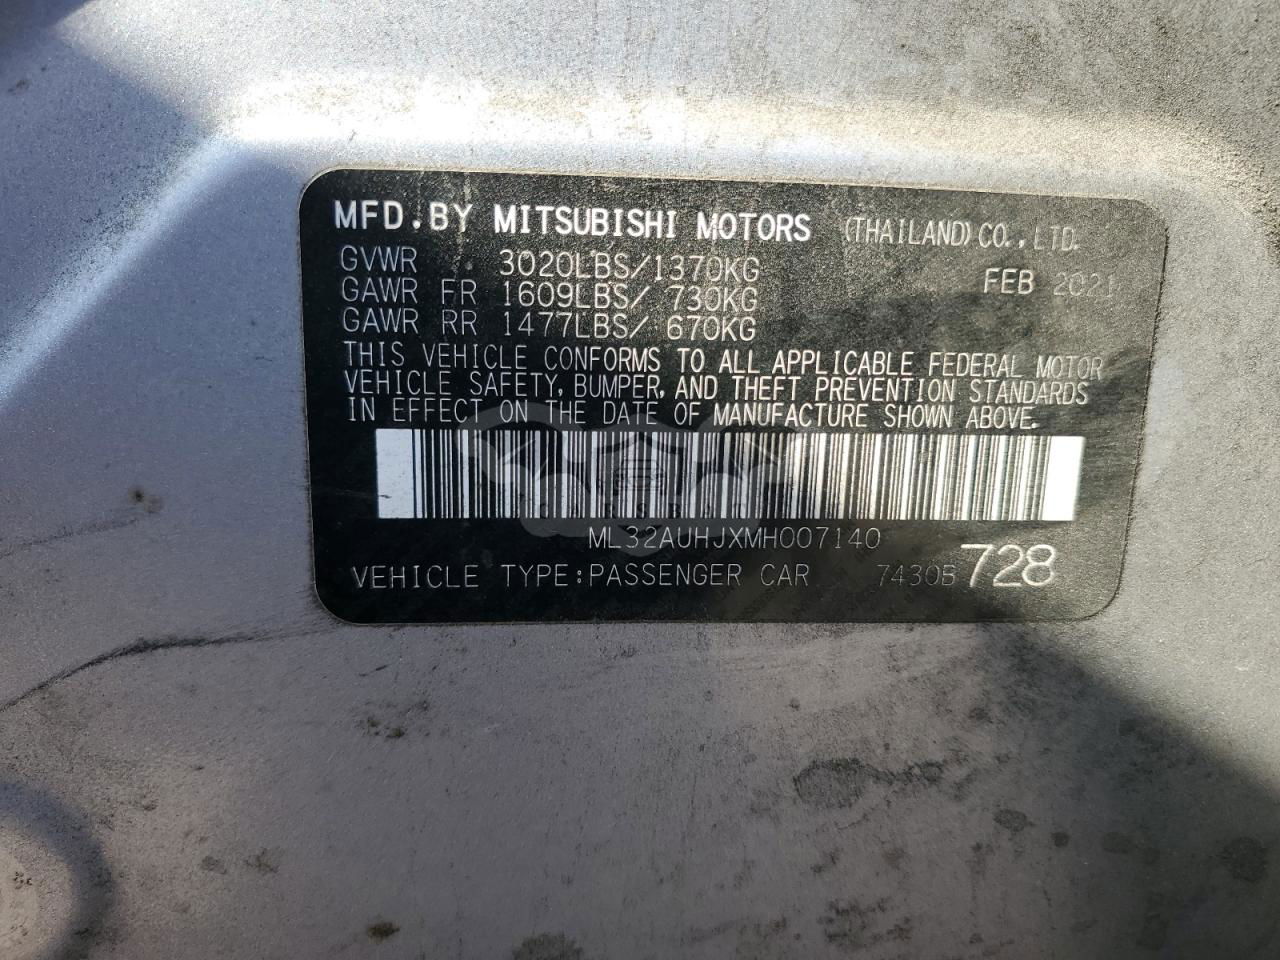 MFD.BY MITSUBISHI MOTORS (THAILAND) CO., LTD.
GVWR 3020LBS/1370KG FEB 2021
GAWR FR 1609LBS/ 730KG
GAWR RR 1477LBS/ 670KG
THIS VEHICLE CONFORMS TO ALL APPLICABLE FEDERAL MOTOR
VEHICLE SAFETY, BUMPER, AND THEFT PREVENTION STANDARDS
IN EFFECT ON THE DATE OF MANUFACTURE SHOWN ABOVE.
ML32AUHJXMH007140
VEHICLE TYPE:PASSENGER CAR 7430B 728